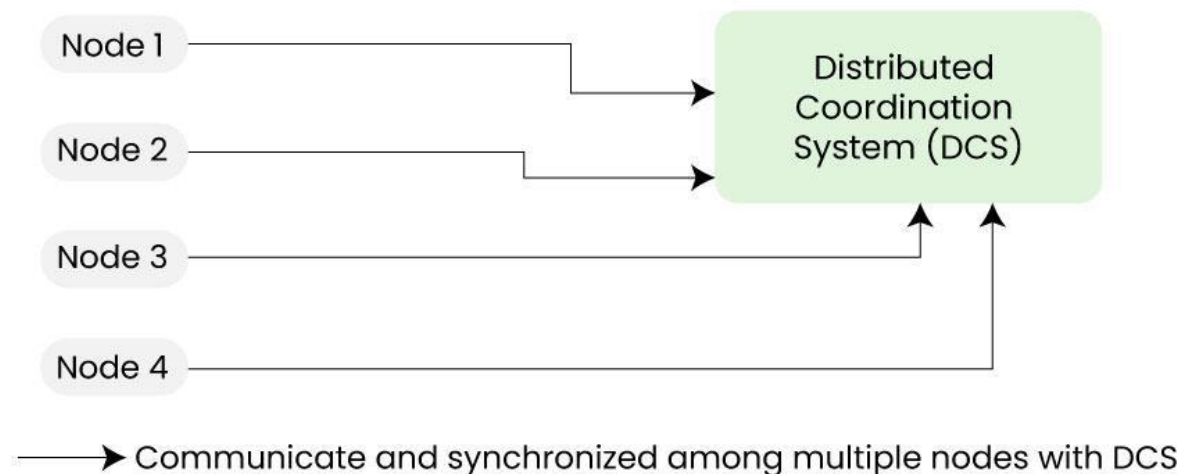 Node 1
Node 2
Node 3
Node 4
Distributed
Coordination
System (DCS)
Communicate and synchronized among multiple nodes with DCS